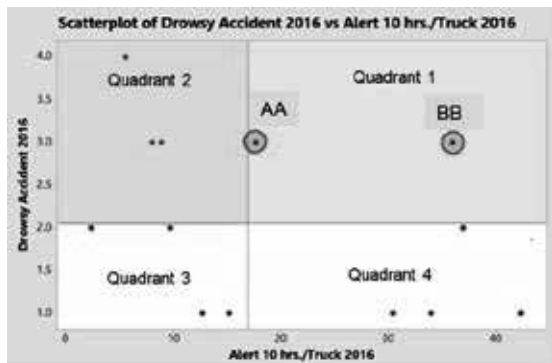 Scatterplot of Drowsy Accident 2016 vs Alert 10 hrs./Truck 2016
4.0
Quadrant 2
Quadrant 1
3.5
AA
BB
3.0
2.5
2.0
Quadrant 3
Quadrant 4
1.5
1.0
Drowsy Accident 2016
0
10
20
30
40
Alert 10 hrs./Truck 2016